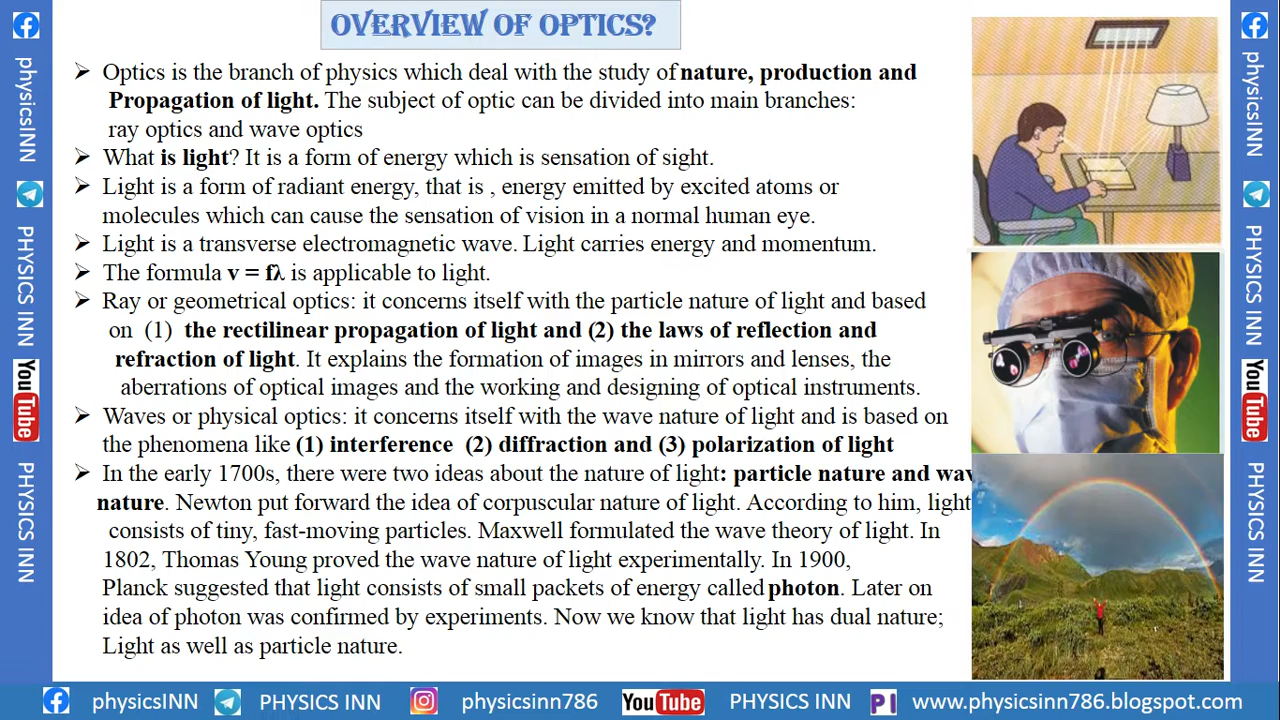 OVERVIEW OF OPTICS?
➢ Optics is the branch of physics which deal with the study of nature, production and
Propagation of light. The subject of optic can be divided into main branches:
ray optics and wave optics
➢ What is light? It is a form of energy which is sensation of sight.
➢ Light is a form of radiant energy, that is , energy emitted by excited atoms or
molecules which can cause the sensation of vision in a normal human eye.
➢ Light is a transverse electromagnetic wave. Light carries energy and momentum.
➢ The formula v = fλ is applicable to light.
➢ Ray or geometrical optics: it concerns itself with the particle nature of light and based
on (1) the rectilinear propagation of light and (2) the laws of reflection and
refraction of light. It explains the formation of images in mirrors and lenses, the
aberrations of optical images and the working and designing of optical instruments.
➢ Waves or physical optics: it concerns itself with the wave nature of light and is based on
the phenomena like (1) interference (2) diffraction and (3) polarization of light
➢ In the early 1700s, there were two ideas about the nature of light: particle nature and wav
nature. Newton put forward the idea of corpuscular nature of light. According to him, light
consists of tiny, fast-moving particles. Maxwell formulated the wave theory of light. In
1802, Thomas Young proved the wave nature of light experimentally. In 1900,
Planck suggested that light consists of small packets of energy called photon. Later on
idea of photon was confirmed by experiments. Now we know that light has dual nature;
Light as well as particle nature.
physicsINN
PHYSICS INN
YouTube
PHYSICS INN
physicsINN
PHYSICS INN
YouTube
PHYSICS INN
physicsINN PHYSICS INN physicsinn786 YouTube PHYSICS INN PI www.physicsinn786.blogspot.com